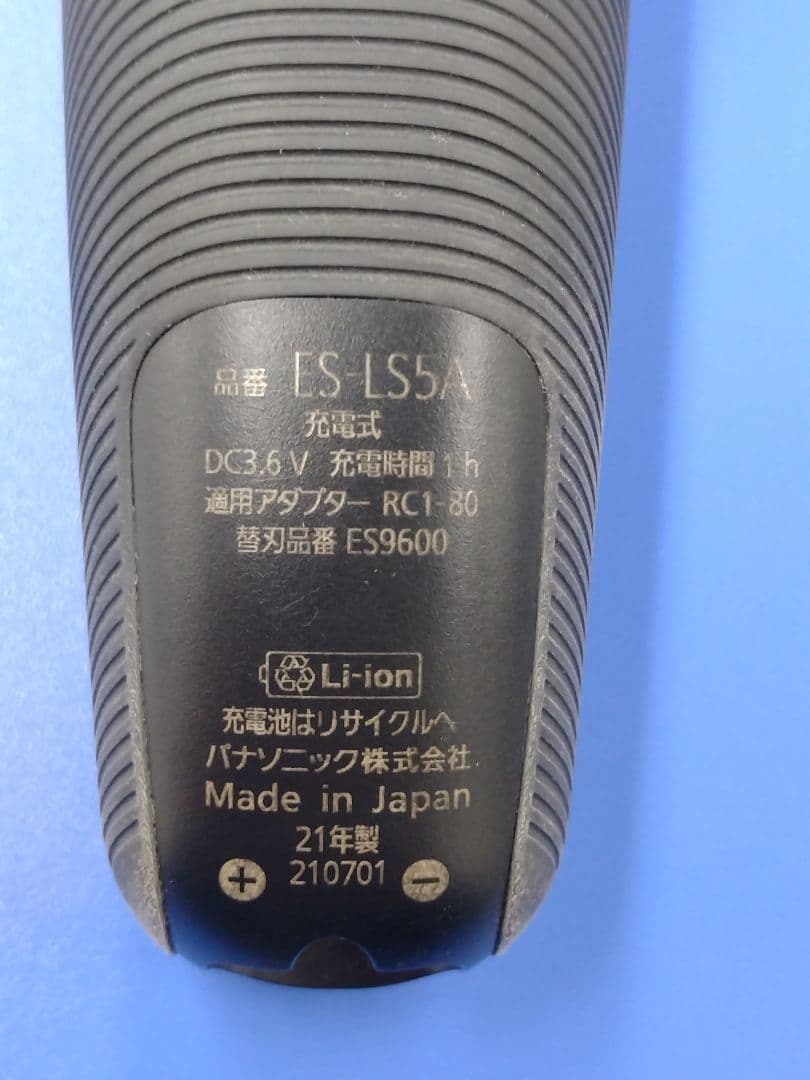 品番 ES-LS5A
充電式
DC3.6 V 充電時間 1 h
適用アダプター RC1-80
替刃品番 ES9600
Li-ion
充電池はリサイクルへ
パナソニック株式会社
Made in Japan
21年製
+ 210701 −